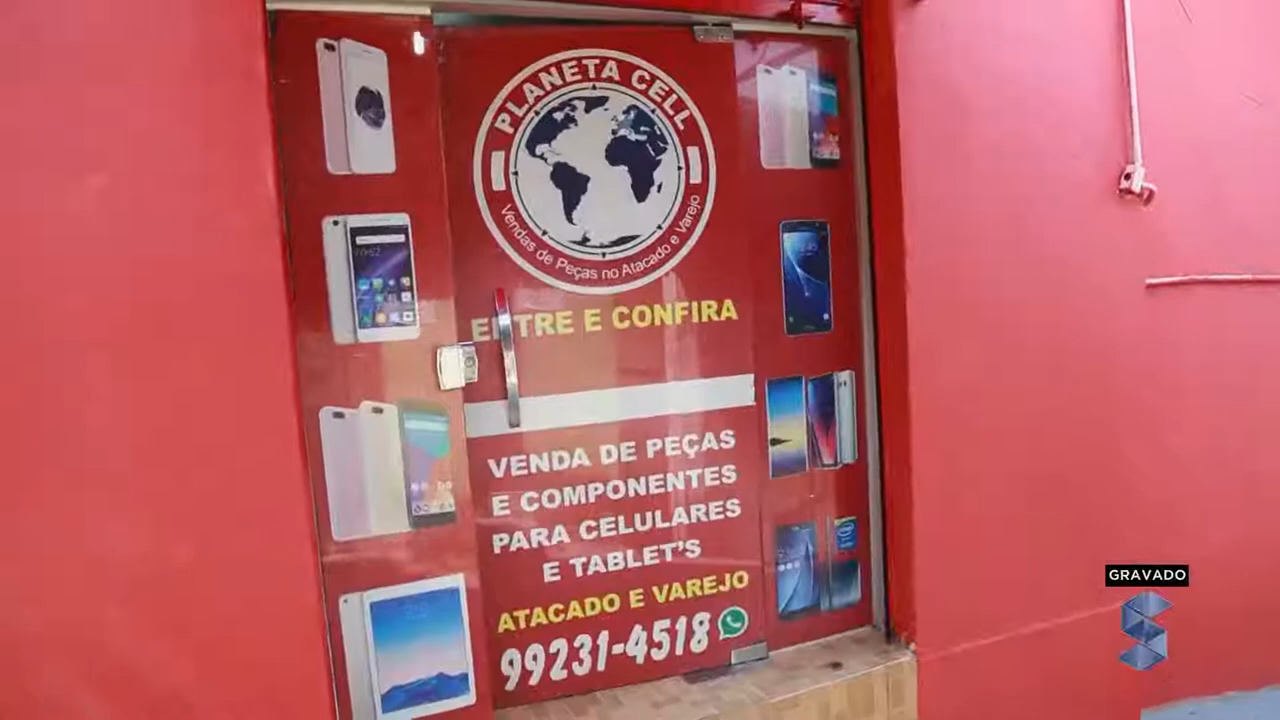 PLANETA CELL
Vendas de Peças no Atacado e Varejo
ENTRE E CONFIRA
VENDA DE PEÇAS
E COMPONENTES
PARA CELULARES
E TABLET'S
ATACADO E VAREJO
99231-4518
GRAVADO